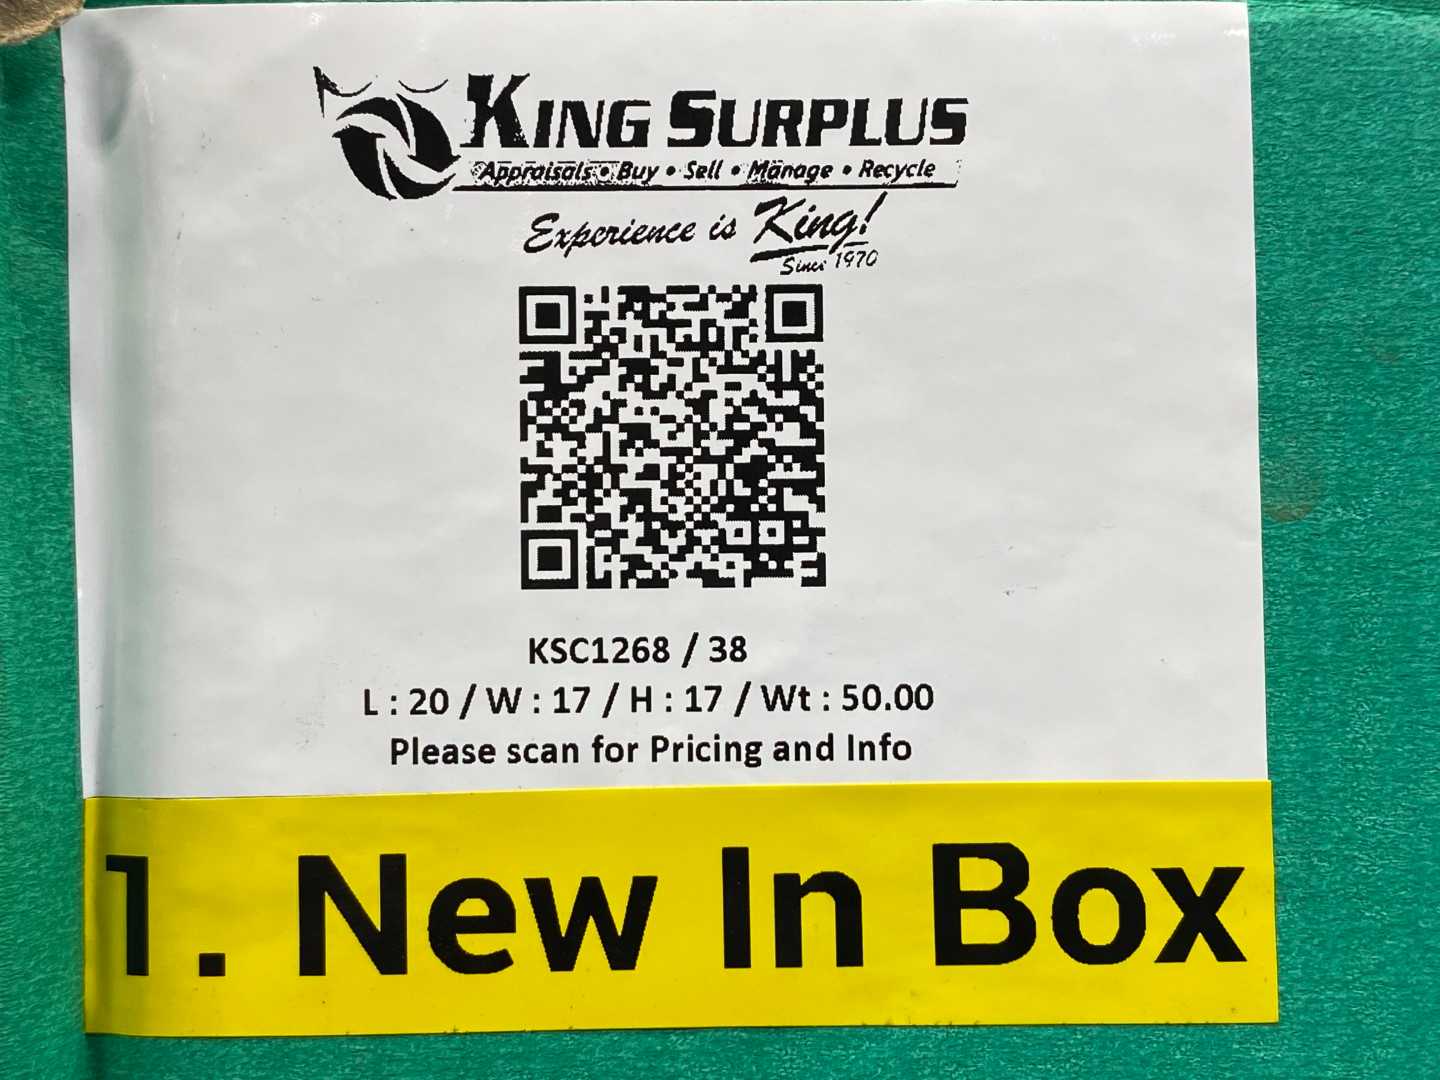 KING SURPLUS
Appraisals • Buy • Sell • Manage • Recycle
Experience is King!
Since 1970
KSC1268 / 38
L : 20 / W : 17 / H : 17 / Wt : 50.00
Please scan for Pricing and Info
1. New In Box